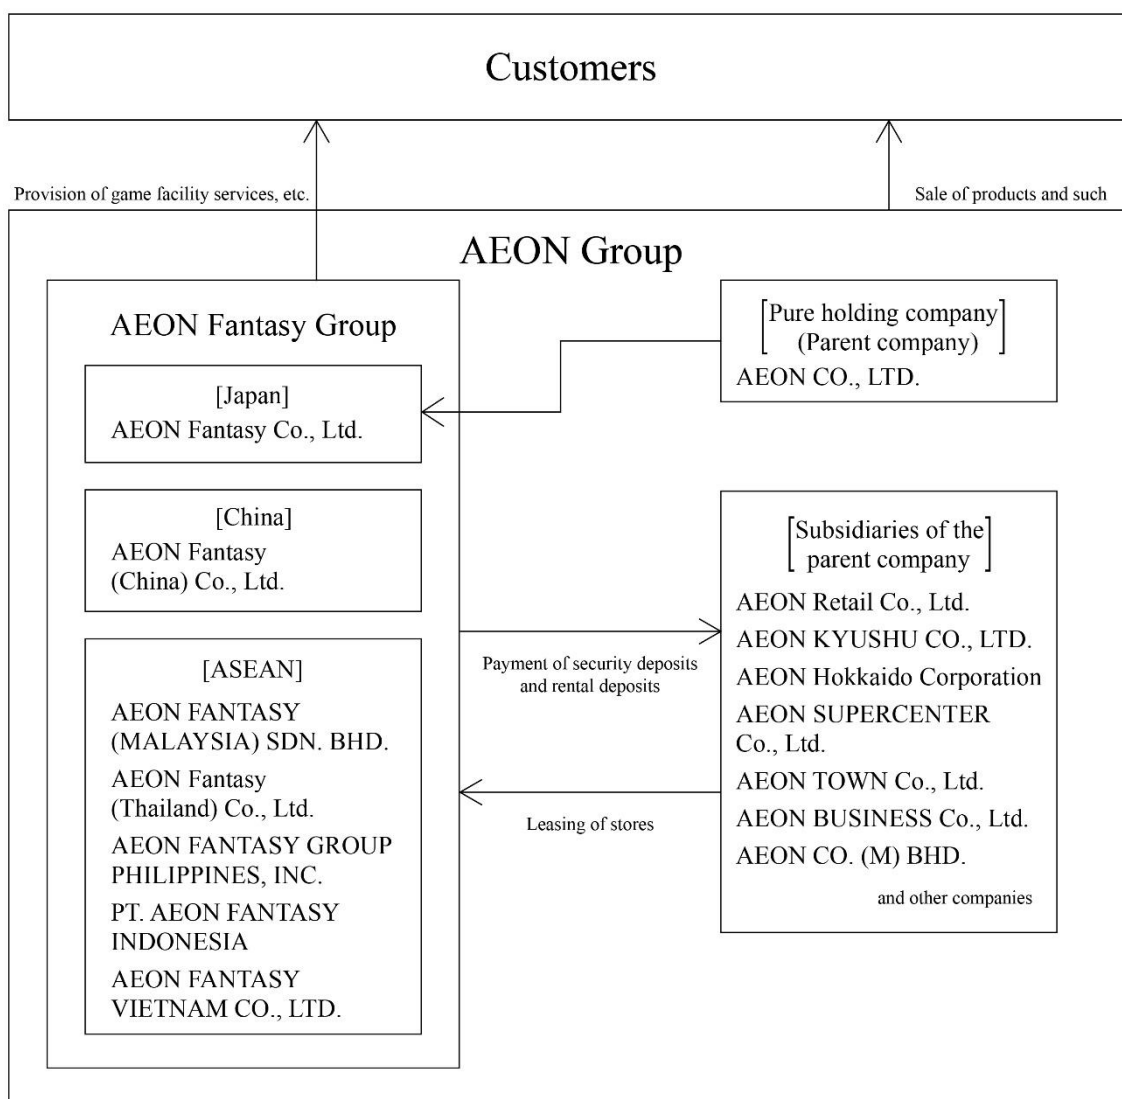 Customers
Provision of game facility services, etc.
Sale of products and such
AEON Group
AEON Fantasy Group
[Japan]
AEON Fantasy Co., Ltd.
[China]
AEON Fantasy
(China) Co., Ltd.
[ASEAN]
AEON FANTASY
(MALAYSIA) SDN. BHD.
AEON Fantasy
(Thailand) Co., Ltd.
AEON FANTASY GROUP
PHILIPPINES, INC.
PT. AEON FANTASY
INDONESIA
AEON FANTASY
VIETNAM CO., LTD.
[Pure holding company
(Parent company)]
AEON CO., LTD.
Payment of security deposits
and rental deposits
Leasing of stores
[Subsidiaries of the
parent company]
AEON Retail Co., Ltd.
AEON KYUSHU CO., LTD.
AEON Hokkaido Corporation
AEON SUPERCENTER
Co., Ltd.
AEON TOWN Co., Ltd.
AEON BUSINESS Co., Ltd.
AEON CO. (M) BHD.
and other companies